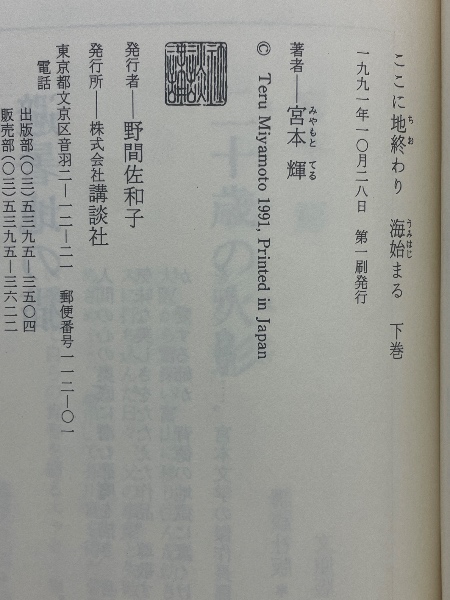 ここに地終わり　海始まる　下巻
一九九一年一〇月二八日　第一刷発行
著者──宮本 輝
© Teru Miyamoto 1991, Printed in Japan
発行者──野間佐和子
発行所──株式会社講談社
東京都文京区音羽二─一二─二一　郵便番号一一二─〇一
電話
出版部(〇三)五三九五─三五〇四
販売部(〇三)五三九五─三六二二